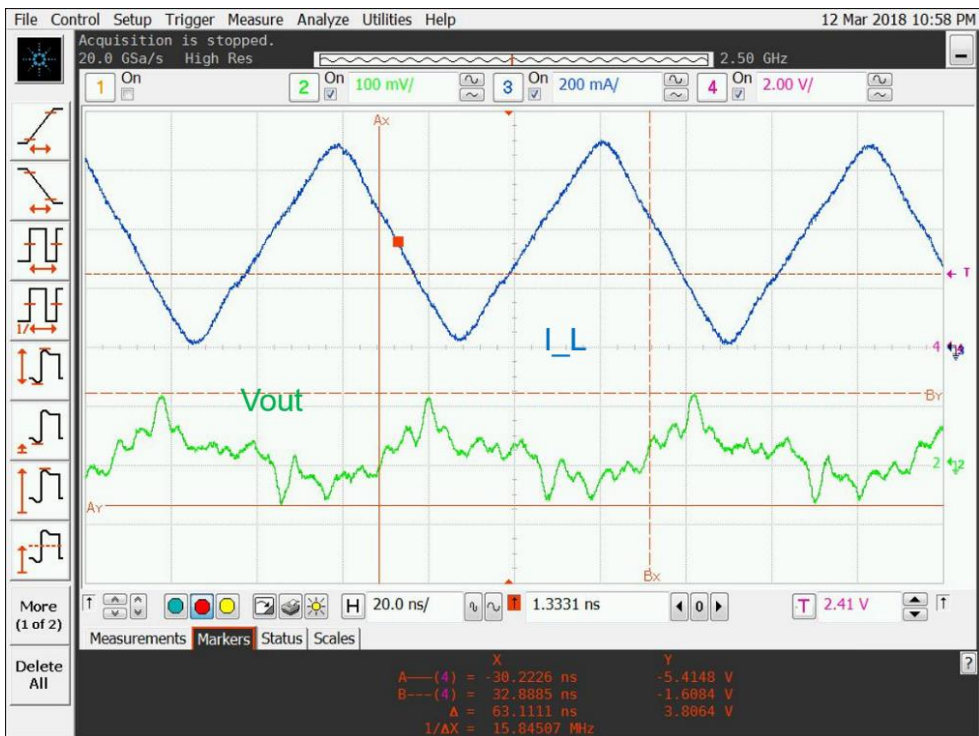 File Control Setup Trigger Measure Analyze Utilities Help 12 Mar 2018 10:58 PM
Acquisition is stopped.
20.0 GSa/s High Res 2.50 GHz
1 On 2 On 100 mV/ 3 On 200 mA/ 4 On 2.00 V/
Ax
T
I_L
4
Vout
By
2
Ay
Bx
1/
More
(1 of 2)
H 20.0 ns/ 1.3331 ns 0 T 2.41 V
Measurements Markers Status Scales
Delete
All
X Y
A---(4) = -30.2226 ns -5.4148 V
B---(4) = 32.8885 ns -1.6084 V
Δ = 63.1111 ns 3.8064 V
1/ΔX = 15.84507 MHz
?